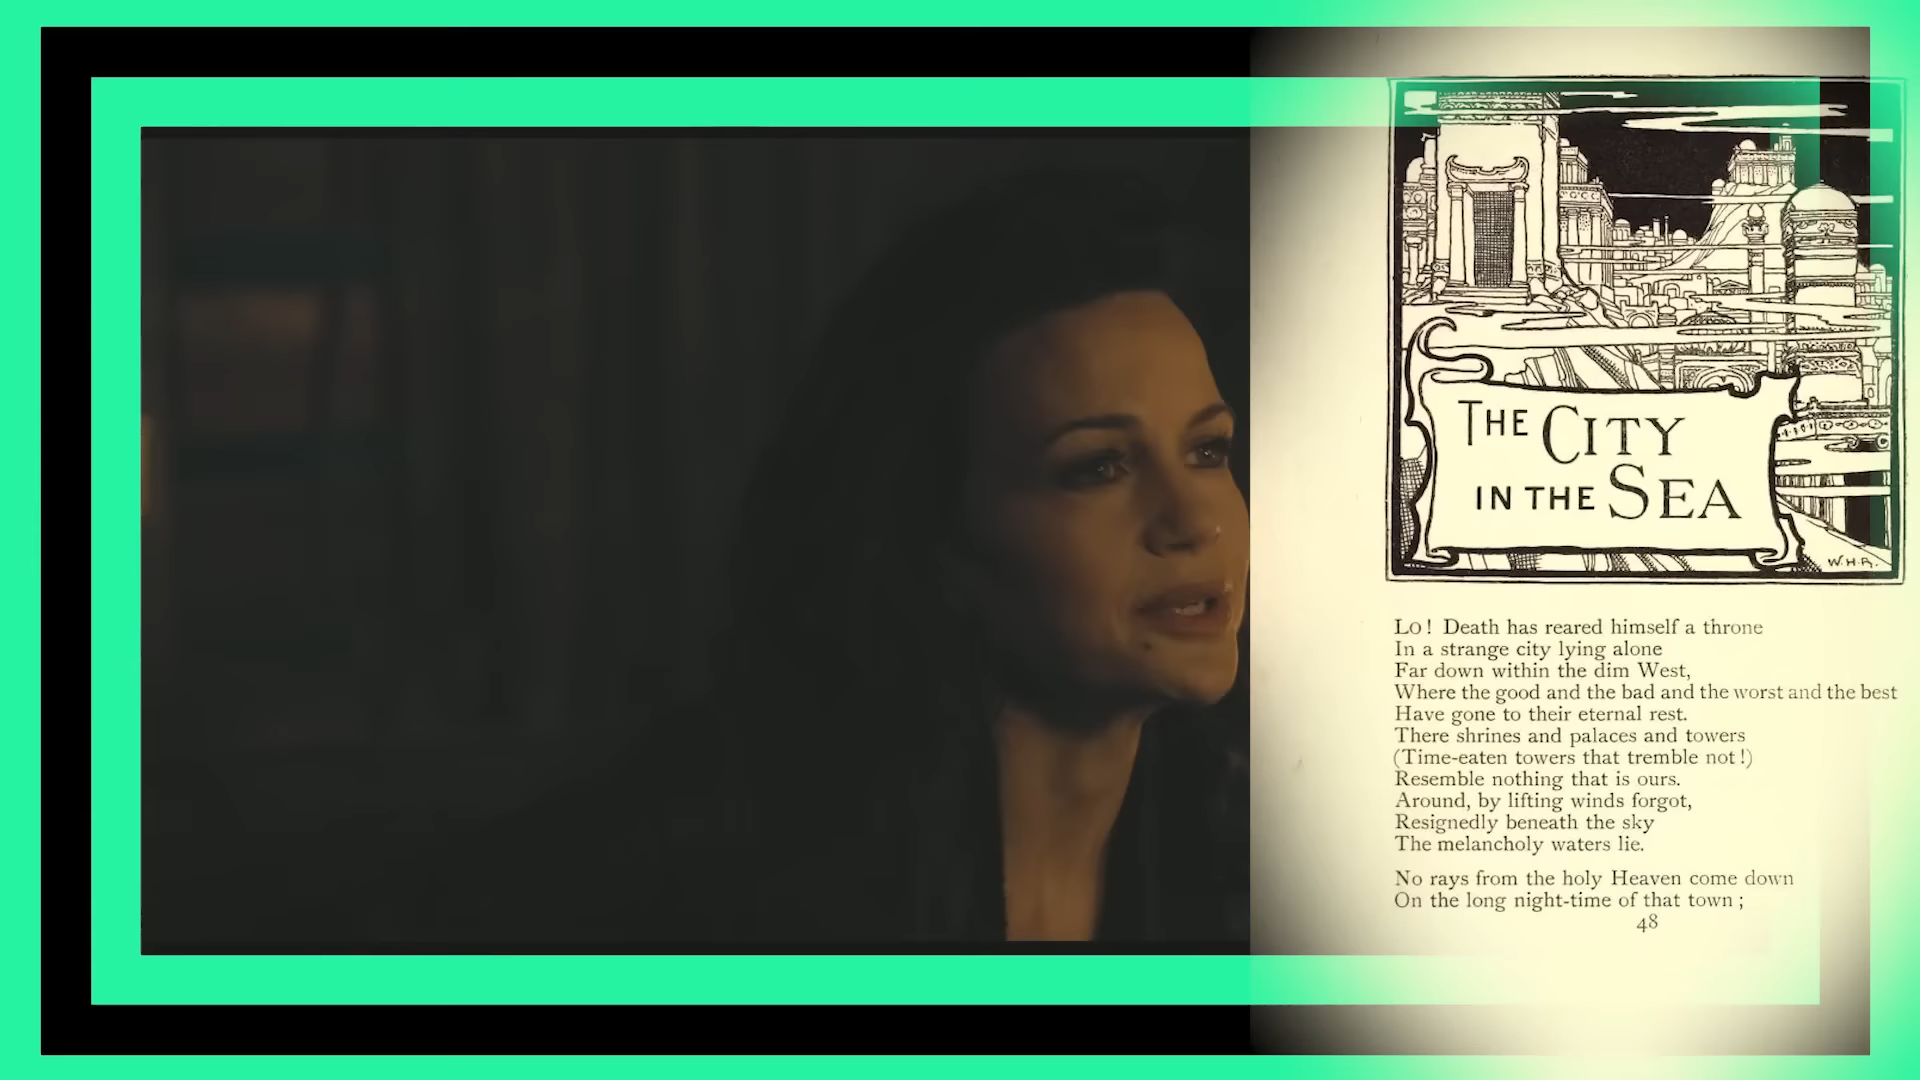 THE CITY
IN THE SEA
W.H.R.
LO! Death has reared himself a throne
In a strange city lying alone
Far down within the dim West,
Where the good and the bad and the worst and the best
Have gone to their eternal rest.
There shrines and palaces and towers
(Time-eaten towers that tremble not!)
Resemble nothing that is ours.
Around, by lifting winds forgot,
Resignedly beneath the sky
The melancholy waters lie.
No rays from the holy Heaven come down
On the long night-time of that town;
48